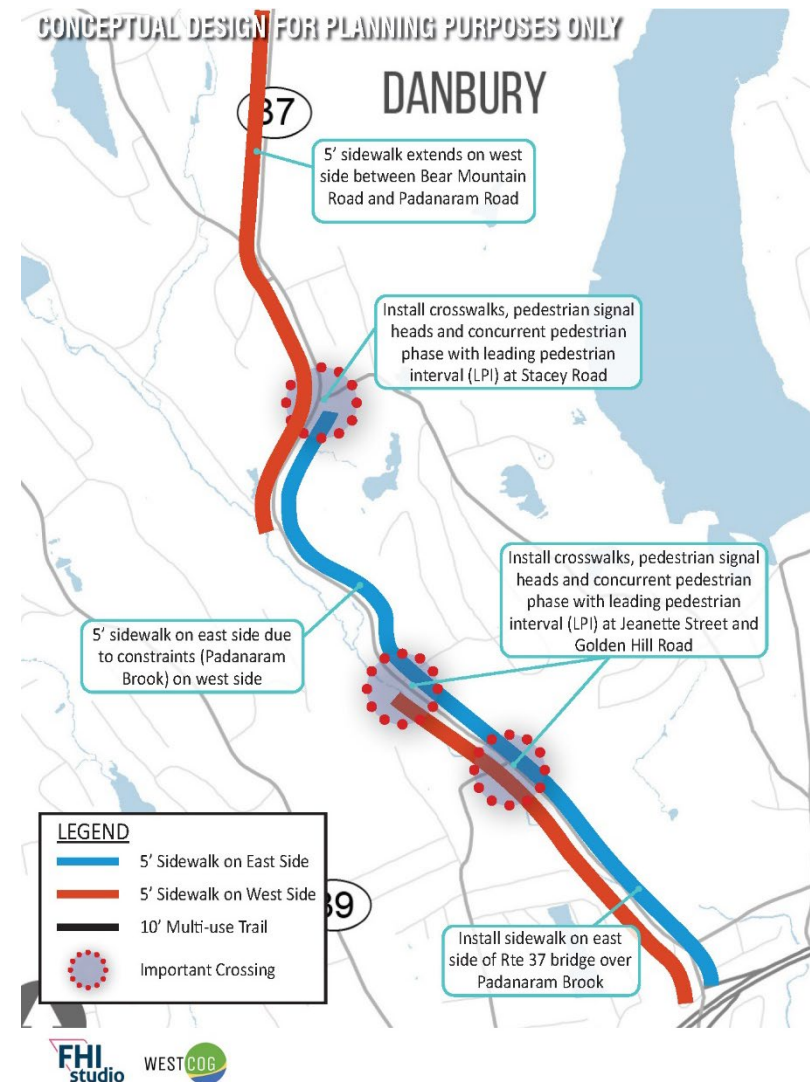 CONCEPTUAL DESIGN FOR PLANNING PURPOSES ONLY
DANBURY
37
5' sidewalk extends on west
side between Bear Mountain
Road and Padanaram Road
Install crosswalks, pedestrian signal
heads and concurrent pedestrian
phase with leading pedestrian
interval (LPI) at Stacey Road
Install crosswalks, pedestrian signal
heads and concurrent pedestrian
phase with leading pedestrian
interval (LPI) at Jeanette Street and
Golden Hill Road
5' sidewalk on east side due
to constraints (Padanaram
Brook) on west side
LEGEND
5' Sidewalk on East Side
5' Sidewalk on West Side
10' Multi-use Trail
Important Crossing
39
Install sidewalk on east
side of Rte 37 bridge over
Padanaram Brook
FHI
studio
WESTCOG